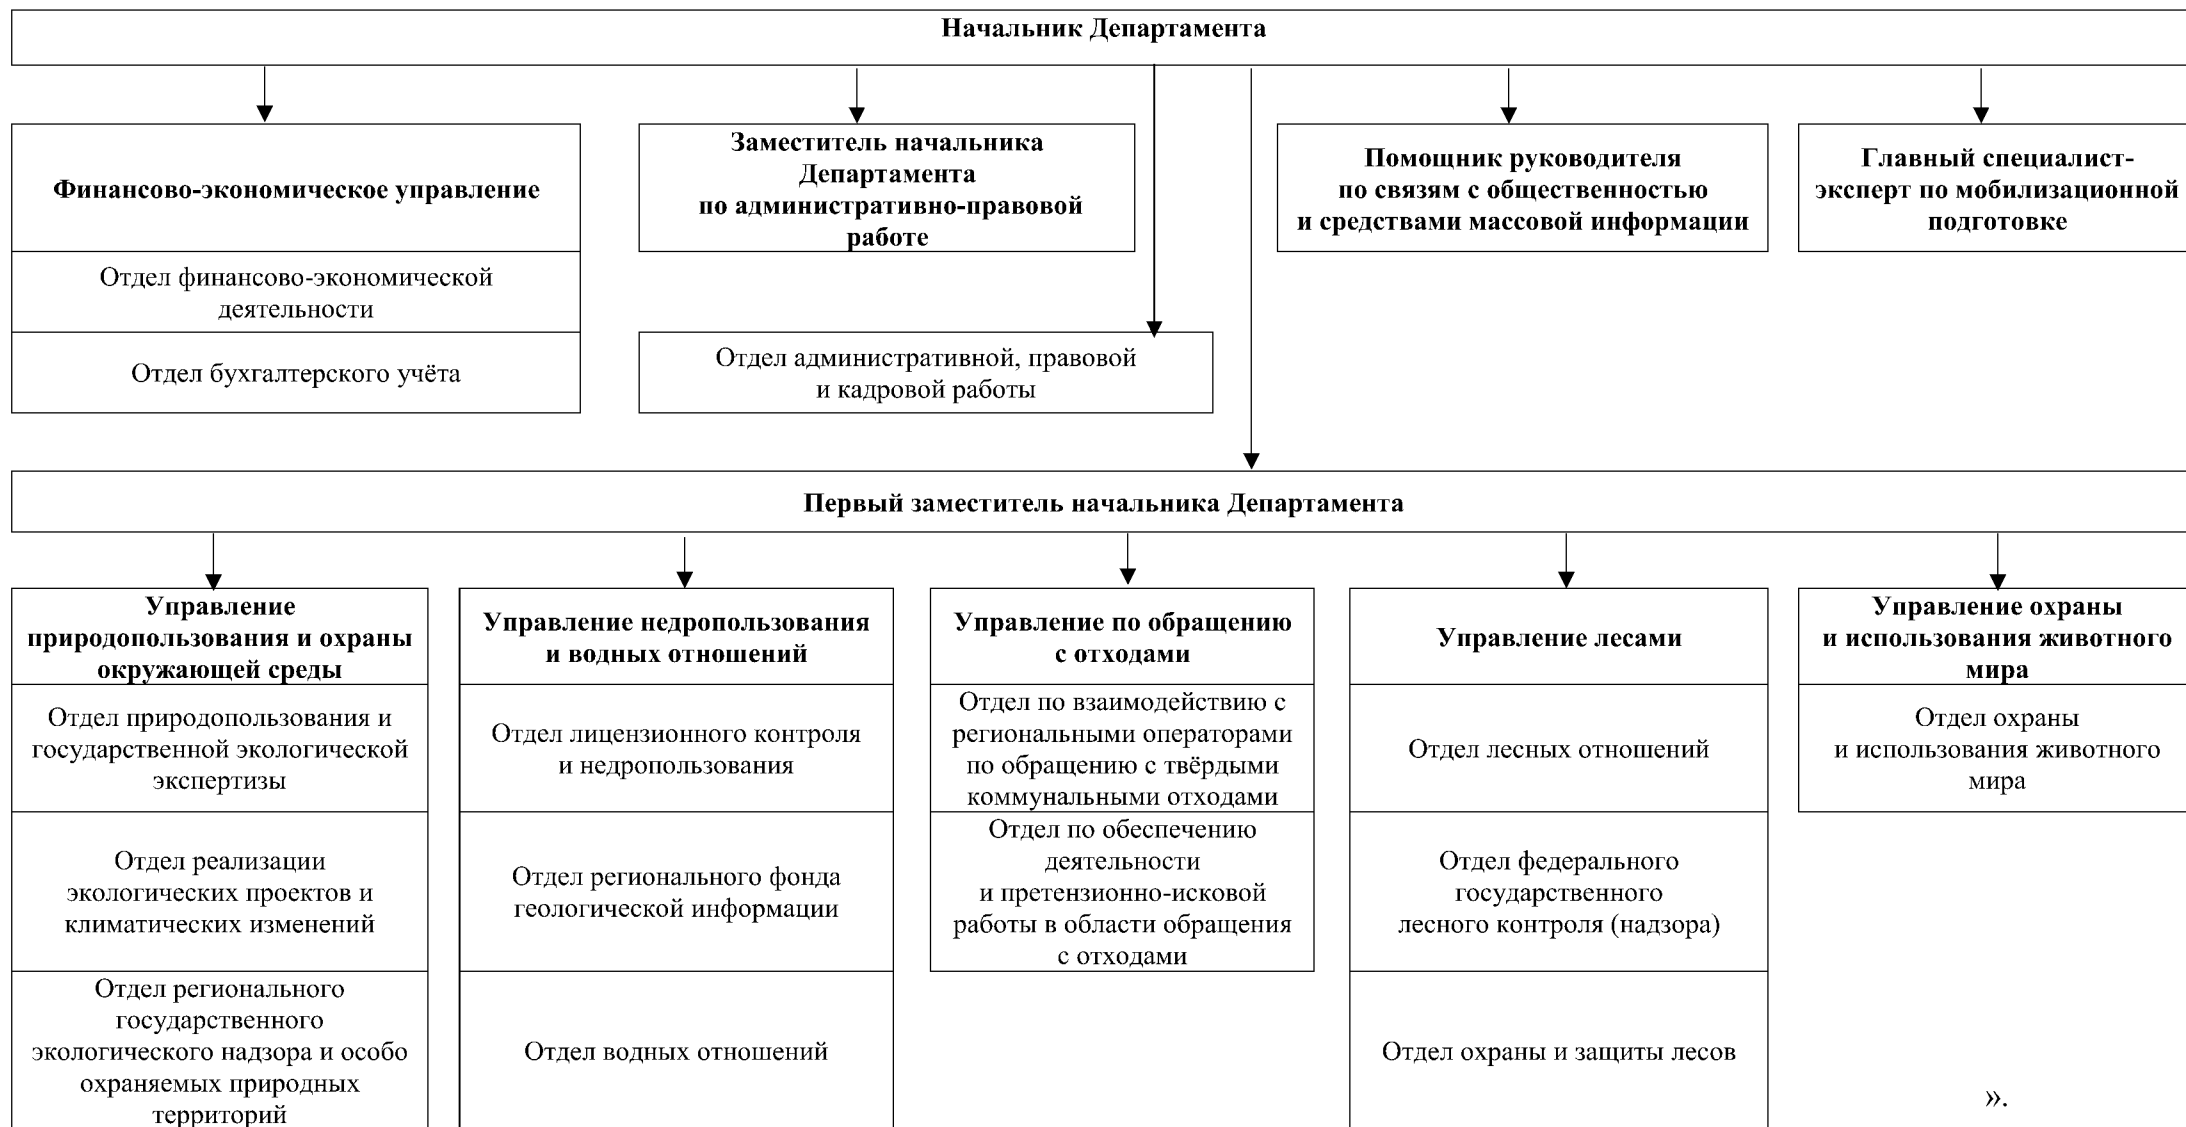 Начальник Департамента
Финансово-экономическое управление
Отдел финансово-экономической
деятельности
Отдел бухгалтерского учёта
Заместитель начальника
Департамента
по административно-правовой
работе
Отдел административной, правовой
и кадровой работы
Помощник руководителя
по связям с общественностью
и средствами массовой информации
Главный специалист-
эксперт по мобилизационной
подготовке
Первый заместитель начальника Департамента
Управление
природопользования и охраны
окружающей среды
Отдел природопользования и
государственной экологической
экспертизы
Отдел реализации
экологических проектов и
климатических изменений
Отдел регионального
государственного
экологического надзора и особо
охраняемых природных
территорий
Управление недропользования
и водных отношений
Отдел лицензионного контроля
и недропользования
Отдел регионального фонда
геологической информации
Отдел водных отношений
Управление по обращению
с отходами
Отдел по взаимодействию с
региональными операторами
по обращению с твёрдыми
коммунальными отходами
Отдел по обеспечению
деятельности
и претензионно-исковой
работы в области обращения
с отходами
Управление лесами
Отдел лесных отношений
Отдел федерального
государственного
лесного контроля (надзора)
Отдел охраны и защиты лесов
Управление охраны
и использования животного
мира
Отдел охраны
и использования животного
мира
».